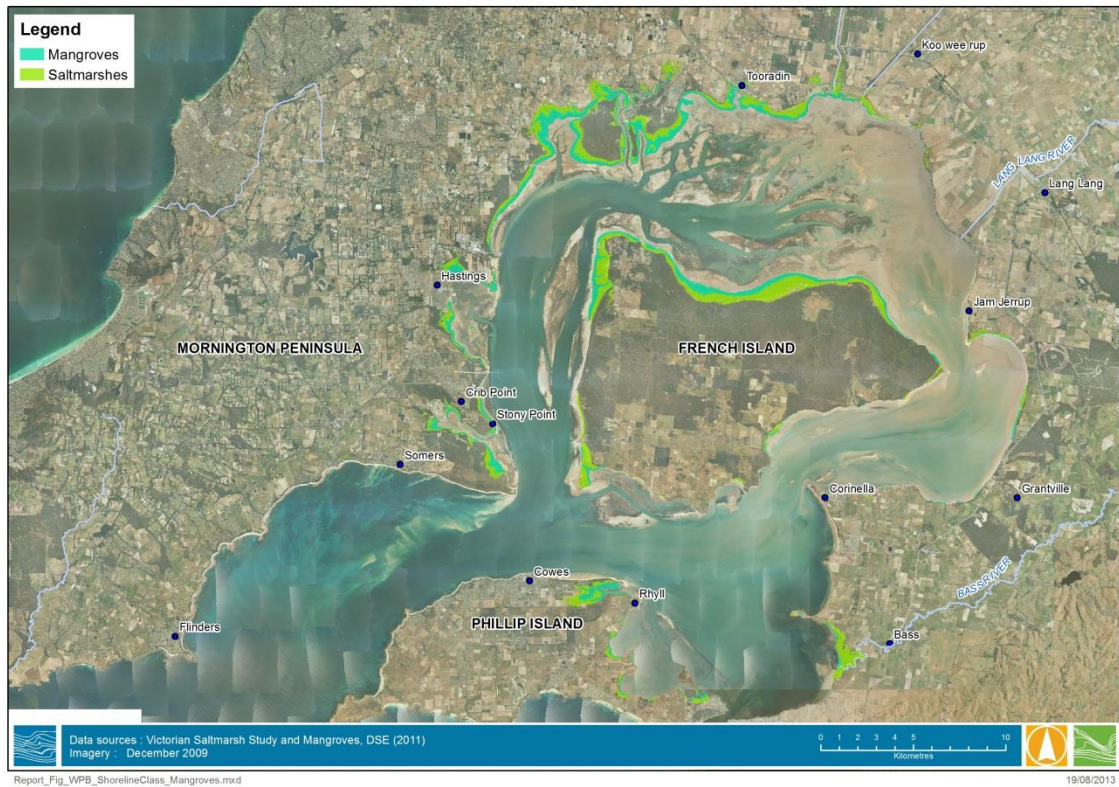 Legend
Mangroves
Saltmarshes
Koo wee rup
Tooradin
LANG LANG RIVER
Lang Lang
Hastings
Jam Jerrup
MORNINGTON PENINSULA
FRENCH ISLAND
Crib Point
Stony Point
Somers
Corinella
Grantville
BASS RIVER
Cowes
Rhyll
PHILLIP ISLAND
Flinders
Bass
Data sources : Victorian Saltmarsh Study and Mangroves, DSE (2011)
Imagery : December 2009
0 1 2 3 4 5 10
Kilometres
Report_Fig_WPB_ShorelineClass_Mangroves.mxd
19/08/2013